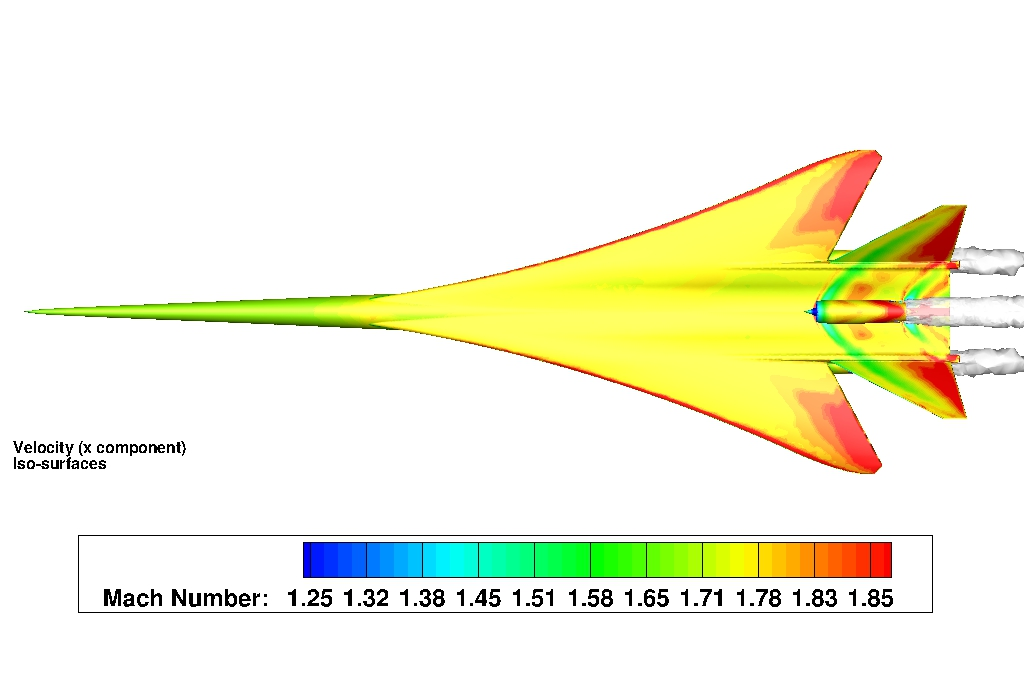 Velocity (x component)
Iso-surfaces
Mach Number: 1.25 1.32 1.38 1.45 1.51 1.58 1.65 1.71 1.78 1.83 1.85